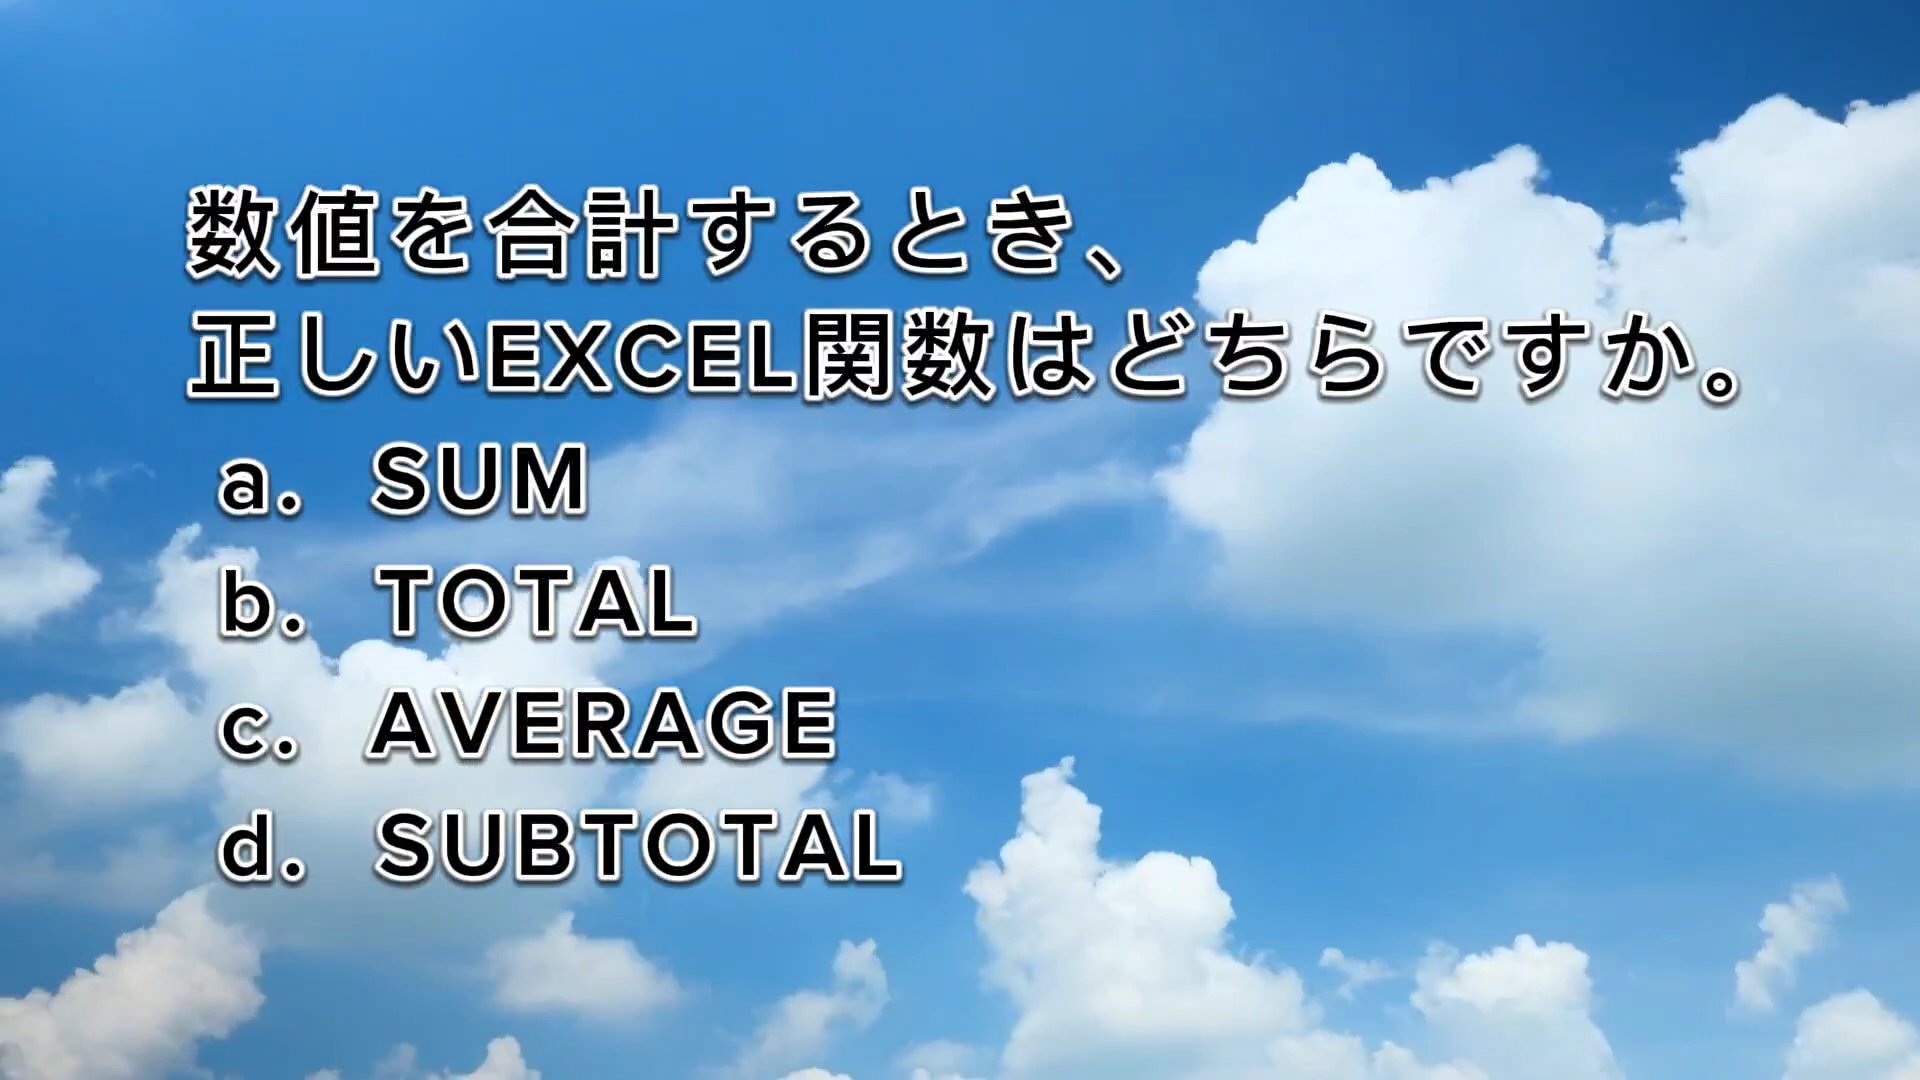 数値を合計するとき、
正しいEXCEL関数はどちらですか。
a. SUM
b. TOTAL
c. AVERAGE
d. SUBTOTAL